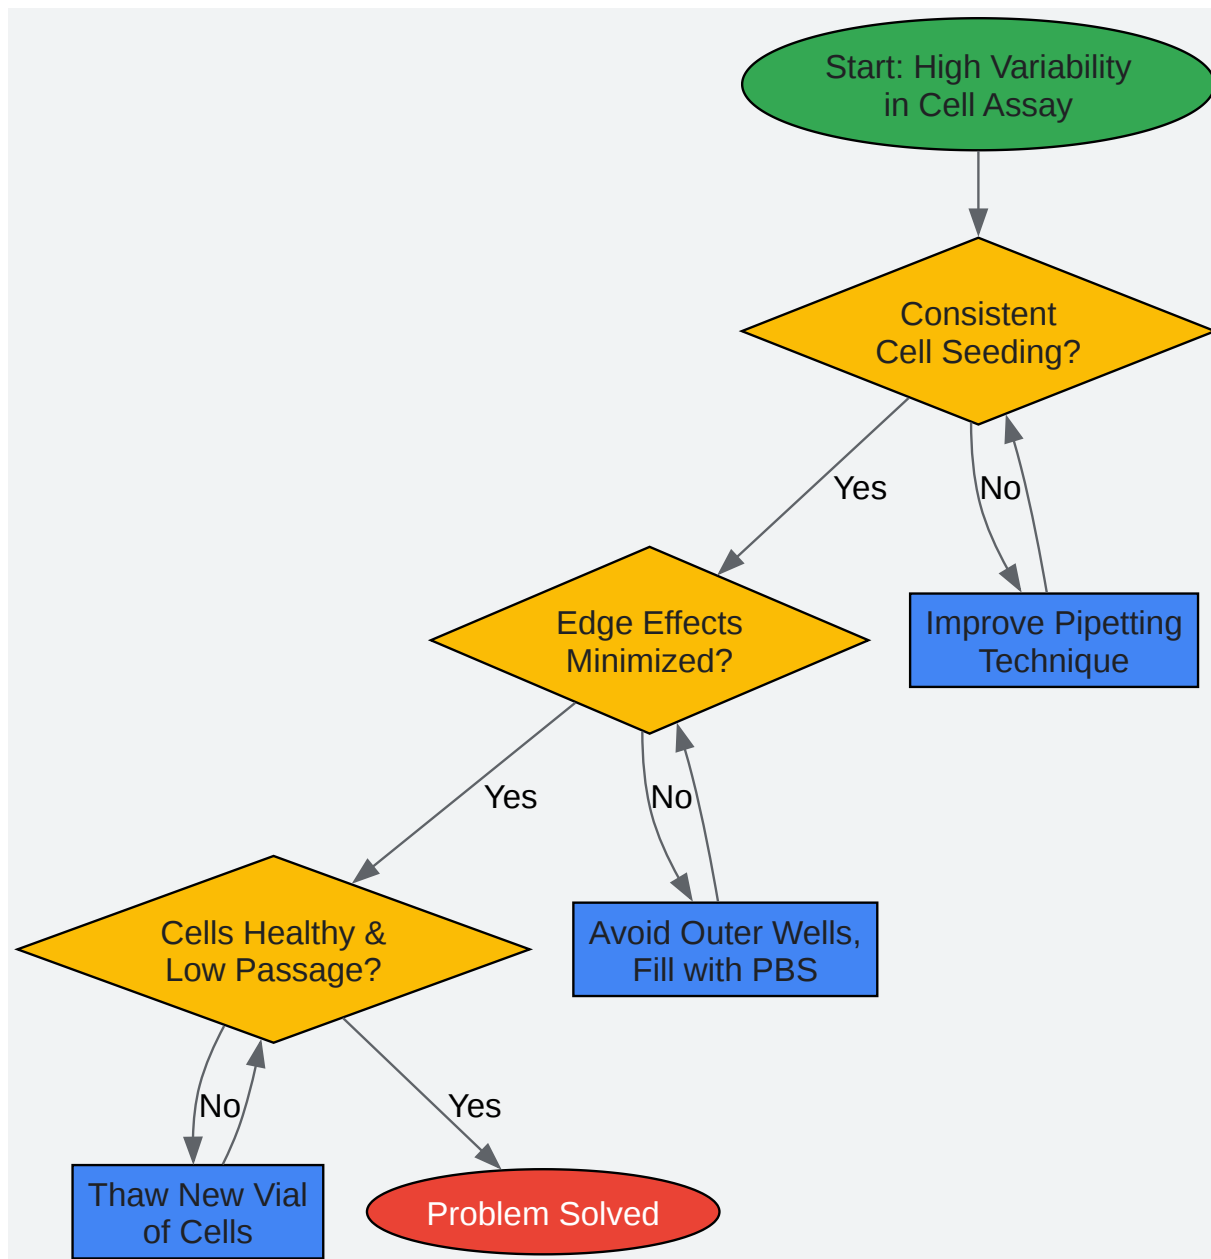 Start: High Variability
in Cell Assay
Consistent
Cell Seeding?
Yes
No
Improve Pipetting
Technique
Edge Effects
Minimized?
Yes
No
Avoid Outer Wells,
Fill with PBS
Cells Healthy &
Low Passage?
No
Yes
Thaw New Vial
of Cells
Problem Solved